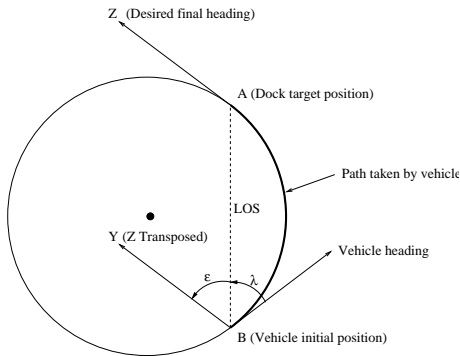 Z (Desired final heading)
A (Dock target position)
Path taken by vehicle
LOS
Y (Z Transposed)
Vehicle heading
ε
λ
B (Vehicle initial position)